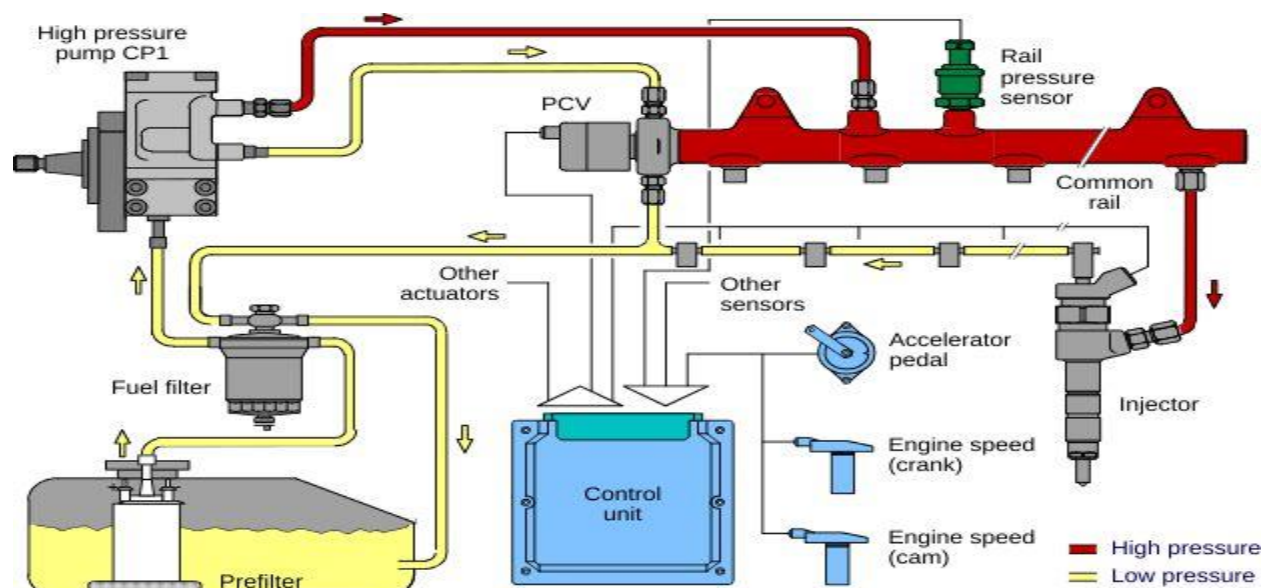 High pressure
pump CP1
PCV
Rail
pressure
sensor
Common
rail
Other
actuators
Other
sensors
Accelerator
pedal
Fuel filter
Injector
Engine speed
(crank)
Control
unit
Engine speed
(cam)
Prefilter
High pressure
Low pressure